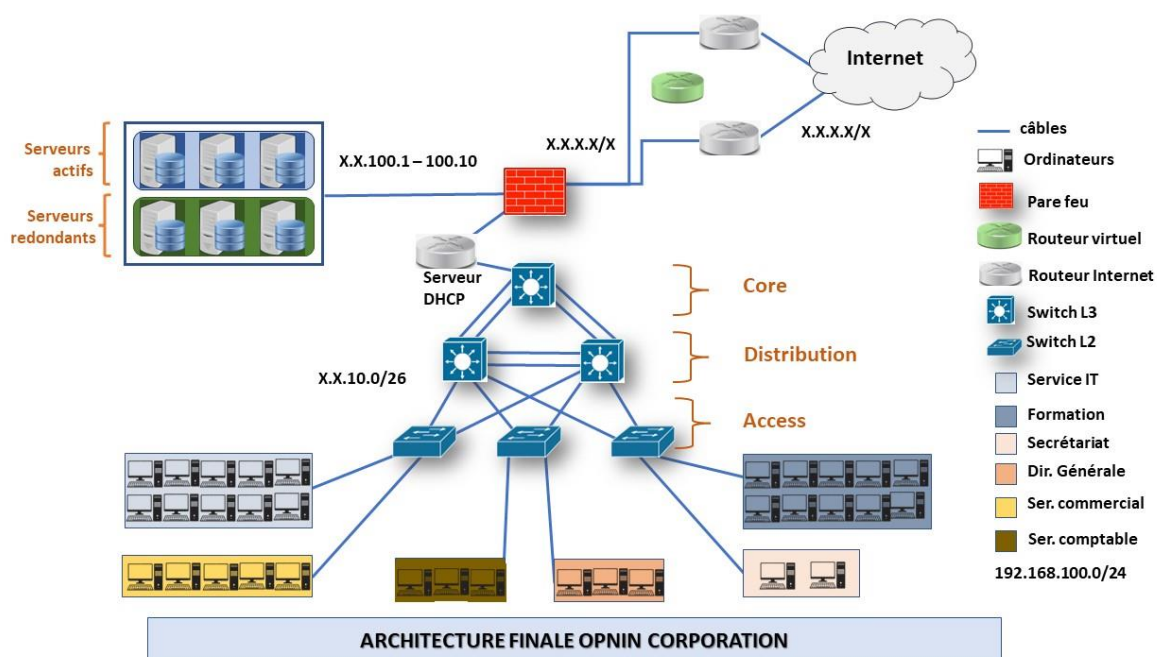 Internet
X.X.X.X/X
X.X.X.X/X
Serveurs
actifs
X.X.100.1 – 100.10
Serveurs
redondants
Serveur
DHCP
Core
Distribution
X.X.10.0/26
Access
câbles
Ordinateurs
Pare feu
Routeur virtuel
Routeur Internet
Switch L3
Switch L2
Service IT
Formation
Secrétariat
Dir. Générale
Ser. commercial
Ser. comptable
192.168.100.0/24
ARCHITECTURE FINALE OPNIN CORPORATION